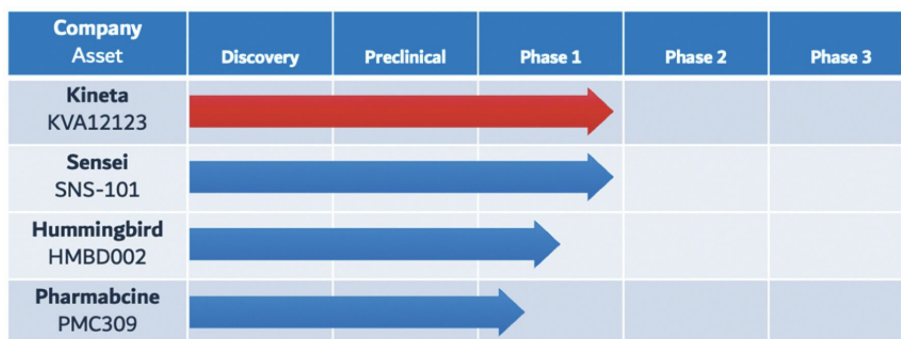 Company
Asset
Discovery
Preclinical
Phase 1
Phase 2
Phase 3
Kineta
KVA12123
Sensei
SNS-101
Hummingbird
HMBD002
Pharmabcine
PMC309